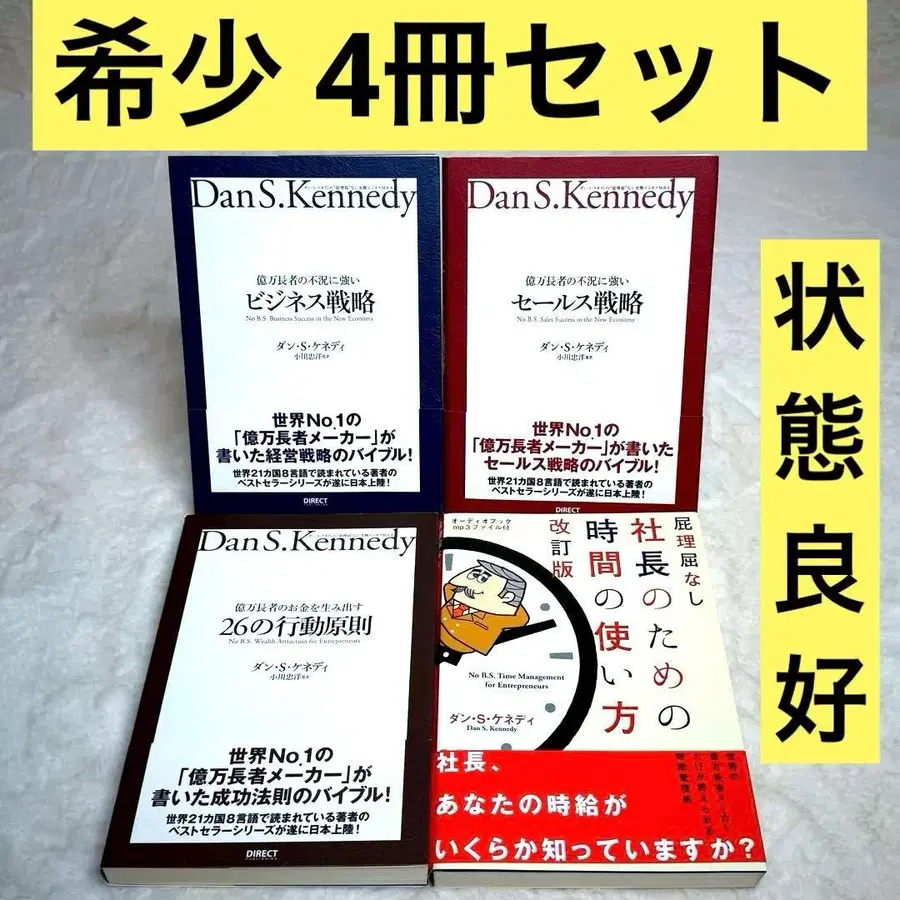 希少 4冊セット
状態良好
Dan S. Kennedy
億万長者の不況に強い
ビジネス戦略
No B.S. Business Success in the New Economy
ダン・S・ケネディ
小川忠洋
世界No.1の
「億万長者メーカー」が
書いた経営戦略のバイブル!
世界21カ国8言語で読まれている著者の
ベストセラーシリーズが遂に日本上陸!
DIRECT
Dan S. Kennedy
億万長者の不況に強い
セールス戦略
No B.S. Sales Success in the New Economy
ダン・S・ケネディ
小川忠洋
世界No.1の
「億万長者メーカー」が書いた
セールス戦略のバイブル!
世界21カ国8言語で読まれている著者の
ベストセラーシリーズが遂に日本上陸!
DIRECT
Dan S. Kennedy
億万長者のお金を生み出す
26の行動原則
No B.S. Wealth Attraction for Entrepreneurs
ダン・S・ケネディ
小川忠洋
世界No.1の
「億万長者メーカー」が
書いた成功法則のバイブル!
世界21カ国8言語で読まれている著者の
ベストセラーシリーズが遂に日本上陸!
DIRECT
オーディオブック
mp3ファイル付
屁理屈なし
社長のための
時間の使い方
改訂版
No B.S. Time Management
for Entrepreneurs
ダン・S・ケネディ
Dan S. Kennedy
社長、
あなたの時給が
いくらか知っていますか?